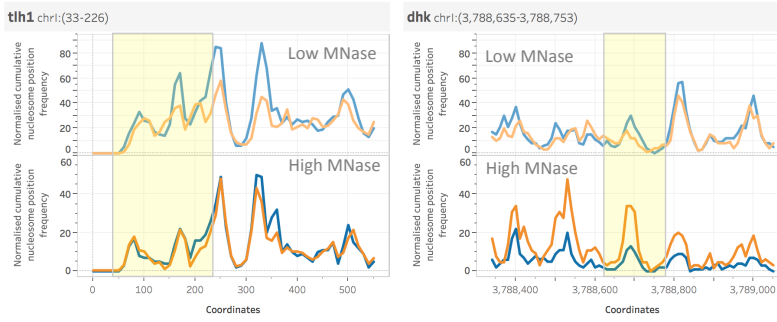 tlh1 chrI:(33-226)
Normalised cumulative
nucleosome position
frequency
80
60
40
20
0
Low MNase
Normalised cumulative
nucleosome position
frequency
60
40
20
0
High MNase
0 100 200 300 400 500
Coordinates
dhk chrI:(3,788,635-3,788,753)
Normalised cumulative
nucleosome position
frequency
80
60
40
20
0
Low MNase
Normalised cumulative
nucleosome position
frequency
60
40
20
0
High MNase
3,788,400 3,788,600 3,788,800 3,789,000
Coordinates